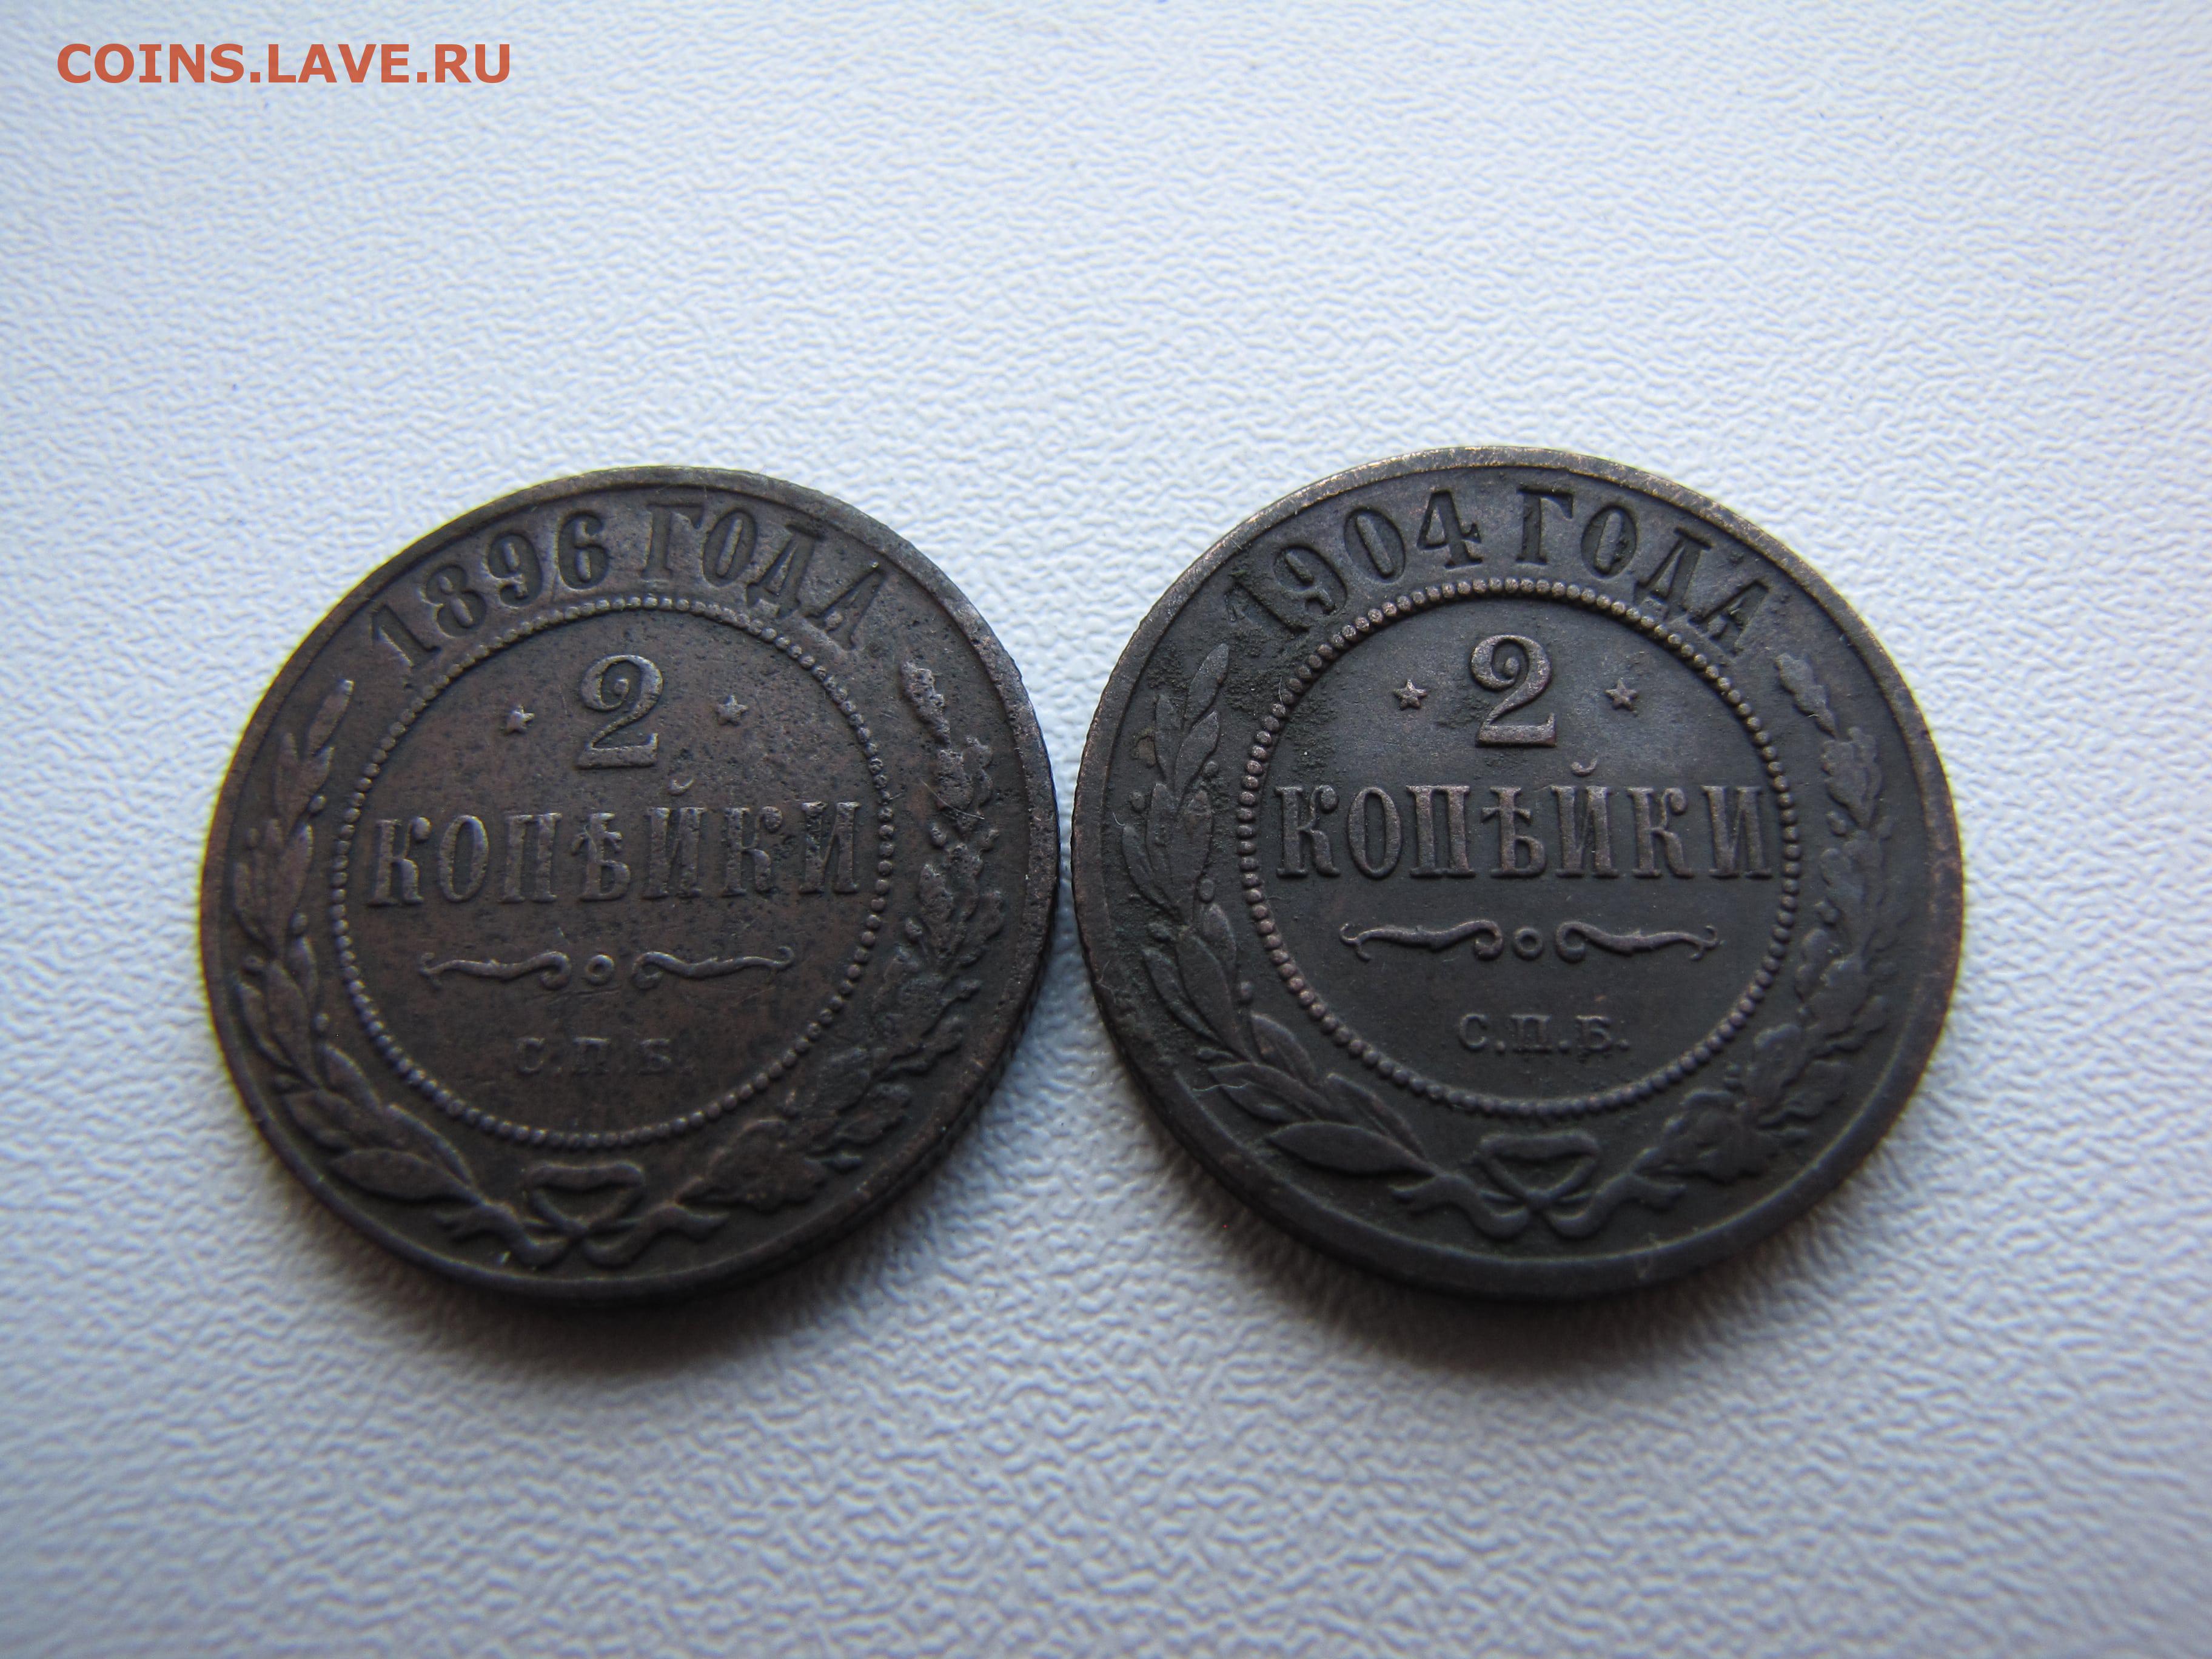 COINS.LAVE.RU
1896 ГОДА
2
КОПѢЙКИ
С.П.Б.
1904 ГОДА
2
КОПѢЙКИ
С.П.Б.